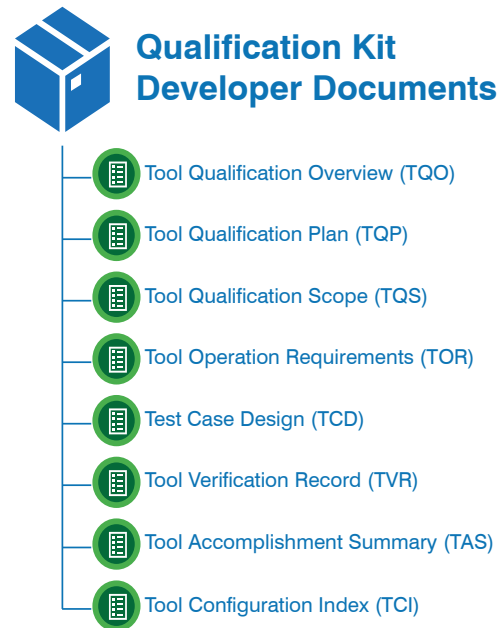 Qualification Kit
Developer Documents
Tool Qualification Overview (TQO)
Tool Qualification Plan (TQP)
Tool Qualification Scope (TQS)
Tool Operation Requirements (TOR)
Test Case Design (TCD)
Tool Verification Record (TVR)
Tool Accomplishment Summary (TAS)
Tool Configuration Index (TCI)